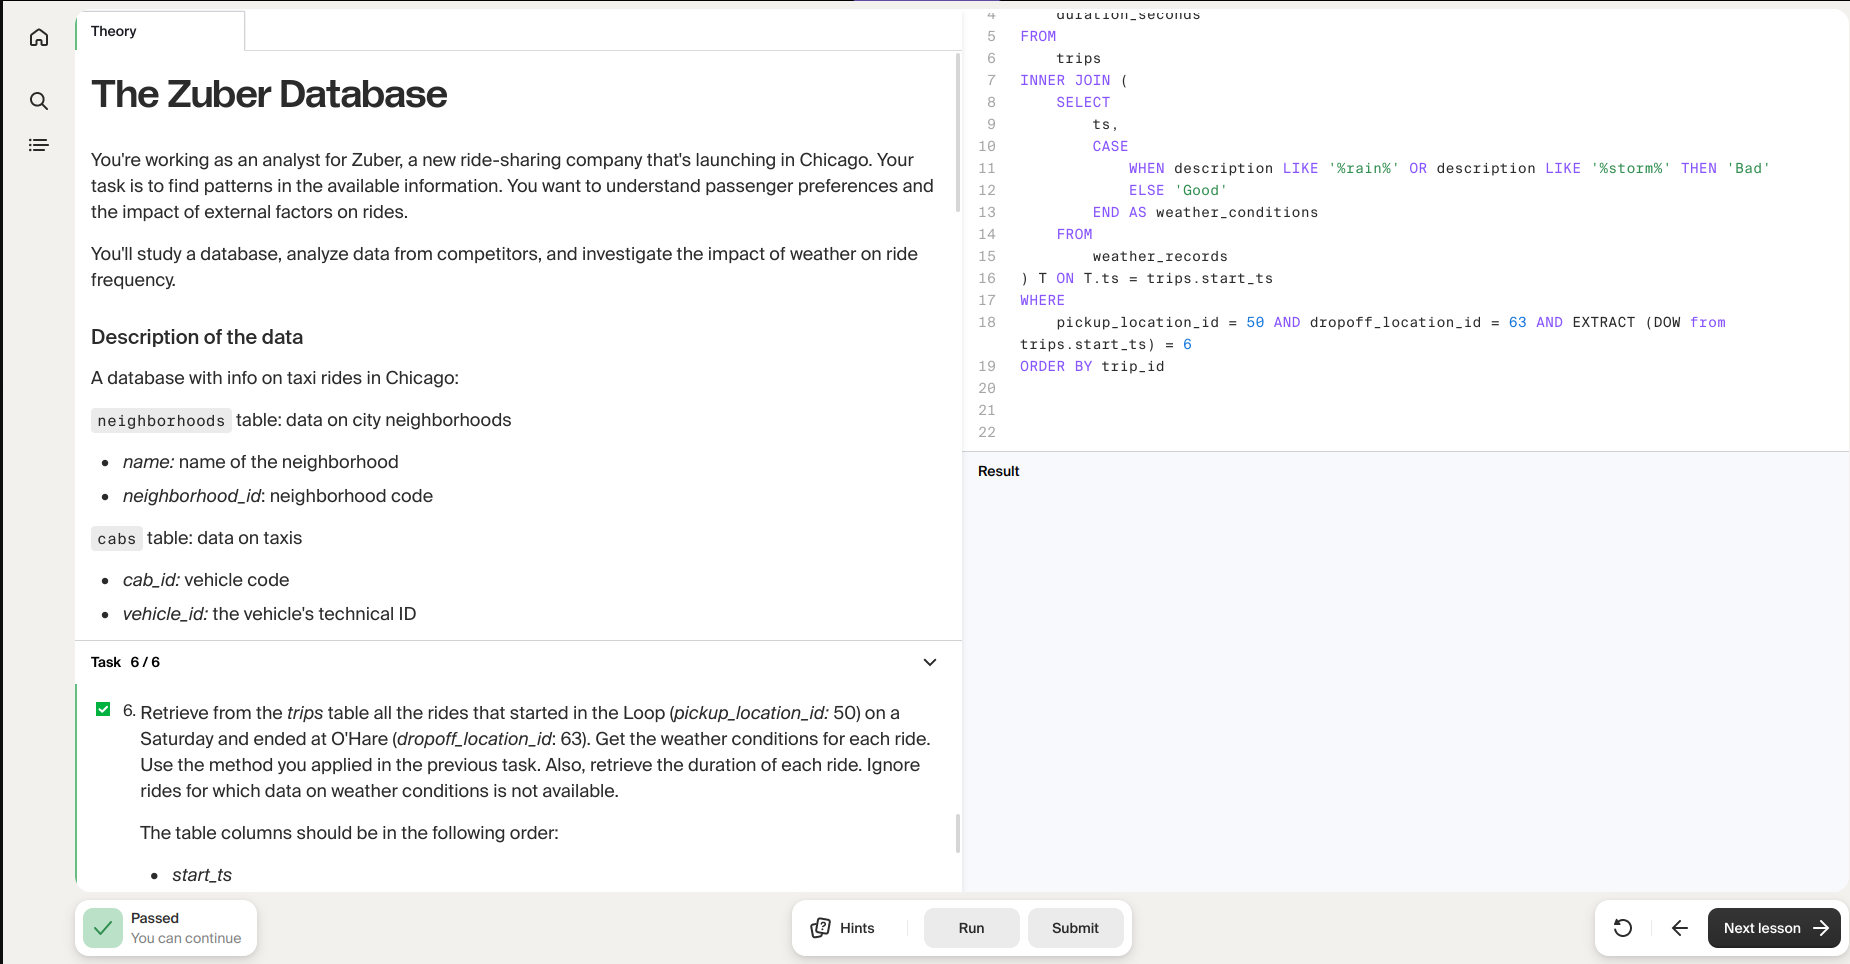 Theory
The Zuber Database
You're working as an analyst for Zuber, a new ride-sharing company that's launching in Chicago. Your
task is to find patterns in the available information. You want to understand passenger preferences and
the impact of external factors on rides.
You'll study a database, analyze data from competitors, and investigate the impact of weather on ride
frequency.
Description of the data
A database with info on taxi rides in Chicago:
neighborhoods table: data on city neighborhoods
• name: name of the neighborhood
• neighborhood_id: neighborhood code
cabs table: data on taxis
• cab_id: vehicle code
• vehicle_id: the vehicle's technical ID
Task 6 / 6
6. Retrieve from the trips table all the rides that started in the Loop (pickup_location_id: 50) on a
Saturday and ended at O'Hare (dropoff_location_id: 63). Get the weather conditions for each ride.
Use the method you applied in the previous task. Also, retrieve the duration of each ride. Ignore
rides for which data on weather conditions is not available.
The table columns should be in the following order:
• start_ts
4 duration_seconds
5 FROM
6 trips
7 INNER JOIN (
8 SELECT
9 ts,
10 CASE
11 WHEN description LIKE '%rain%' OR description LIKE '%storm%' THEN 'Bad'
12 ELSE 'Good'
13 END AS weather_conditions
14 FROM
15 weather_records
16 ) T ON T.ts = trips.start_ts
17 WHERE
18 pickup_location_id = 50 AND dropoff_location_id = 63 AND EXTRACT (DOW from
trips.start_ts) = 6
19 ORDER BY trip_id
20
21
22
Result
Passed
You can continue
Hints
Run
Submit
Next lesson